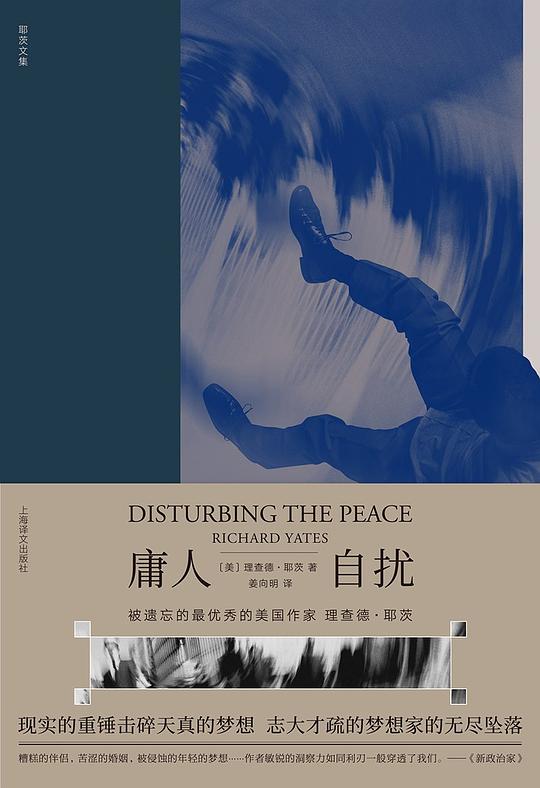 耶茨文集
上海译文出版社
DISTURBING THE PEACE
RICHARD YATES
庸人自扰
［美］理查德·耶茨 著
姜向明 译
被遗忘的最优秀的美国作家 理查德·耶茨
现实的重锤击碎天真的梦想 志大才疏的梦想家的无尽坠落
糟糕的伴侣，苦涩的婚姻，被侵蚀的年轻的梦想……作者敏锐的洞察力如同利刃一般穿透了我们。——《新政治家》